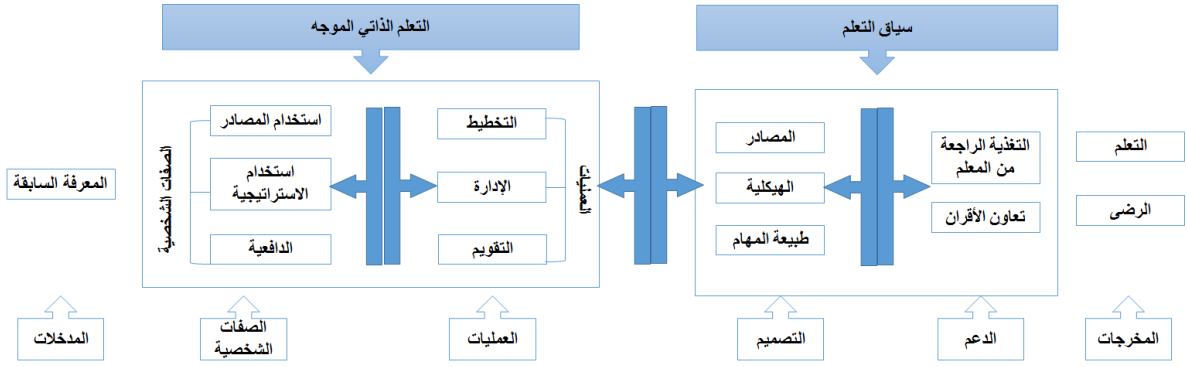 التعلم الذاتي الموجه
سياق التعلم
المعرفة السابقة
الصفات الشخصية
استخدام المصادر
استخدام
الاستراتيجية
الدافعية
التخطيط
الإدارة
التقويم
العمليات
المصادر
الهيكلية
طبيعة المهام
التغذية الراجعة
من المعلم
تعاون الأقران
التعلم
الرضى
المدخلات
الصفات
الشخصية
العمليات
التصميم
الدعم
المخرجات